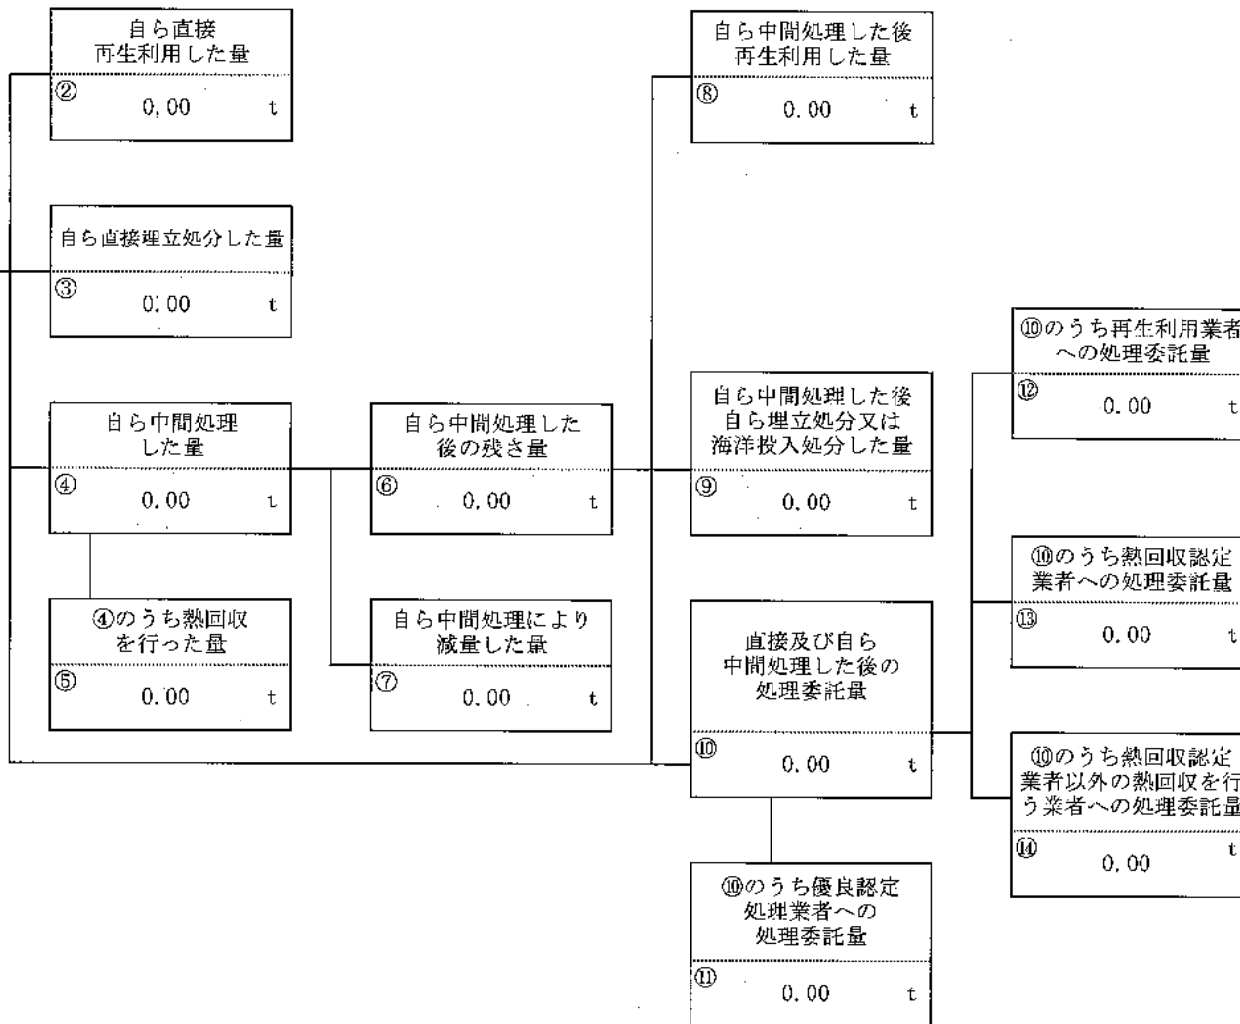 自ら直接
再生利用した量
② 0.00 t
自ら直接埋立処分した量
③ 0.00 t
自ら中間処理
した量
④ 0.00 t
④のうち熱回収
を行った量
⑤ 0.00 t
自ら中間処理した
後の残さ量
⑥ 0.00 t
自ら中間処理により
減量した量
⑦ 0.00 t
自ら中間処理した後
再生利用した量
⑧ 0.00 t
自ら中間処理した後
自ら埋立処分又は
海洋投入処分した量
⑨ 0.00 t
直接及び自ら
中間処理した後の
処理委託量
⑩ 0.00 t
⑩のうち優良認定
処理業者への
処理委託量
⑪ 0.00 t
⑩のうち再生利用業者
への処理委託量
⑫ 0.00 t
⑩のうち熱回収認定
業者への処理委託量
⑬ 0.00 t
⑩のうち熱回収認定
業者以外の熱回収を行
う業者への処理委託量
⑭ 0.00 t